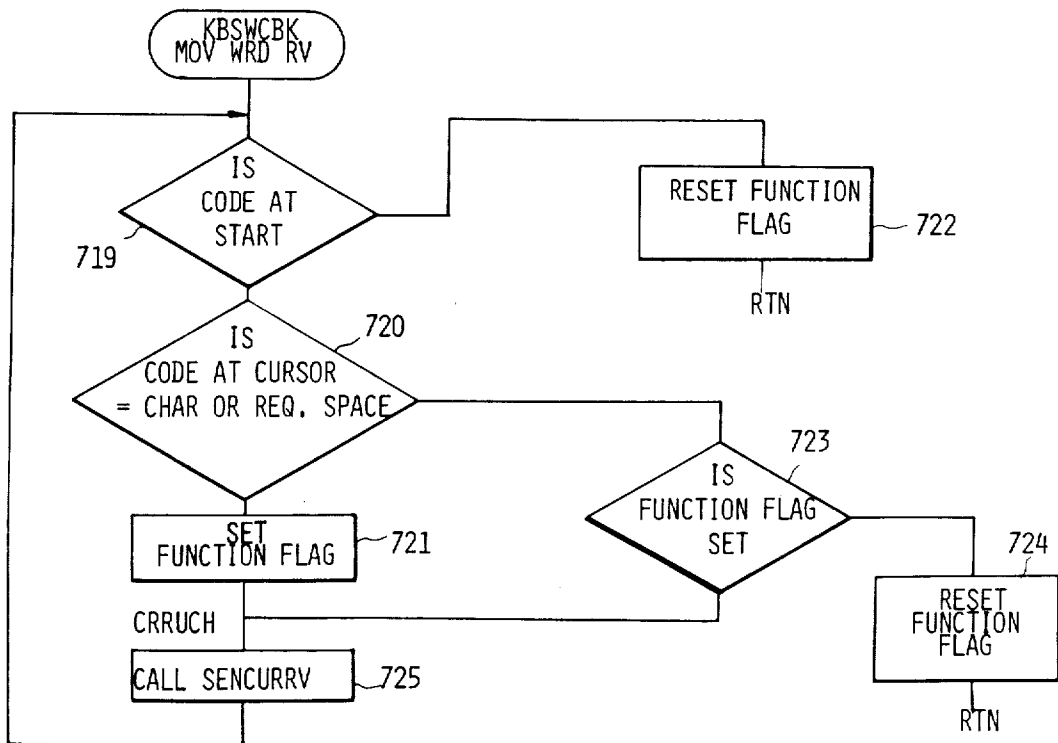 KBSWCBK
MOV WRD RV
IS
CODE AT
START
719
RESET FUNCTION
FLAG
722
RTN
IS
CODE AT CURSOR
= CHAR OR REQ. SPACE
720
IS
FUNCTION FLAG
SET
723
SET
FUNCTION FLAG
721
724
RESET
FUNCTION
FLAG
RTN
CRRUCH
CALL SENCURRV
725